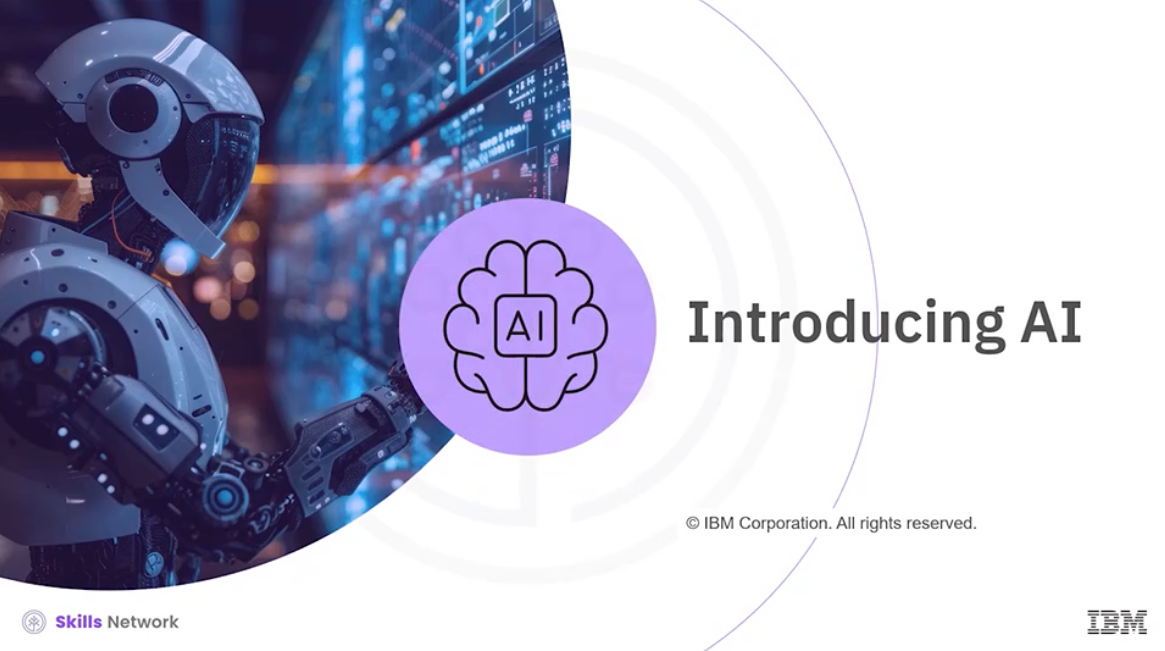 AI
Introducing AI
© IBM Corporation. All rights reserved.
Skills Network
IBM